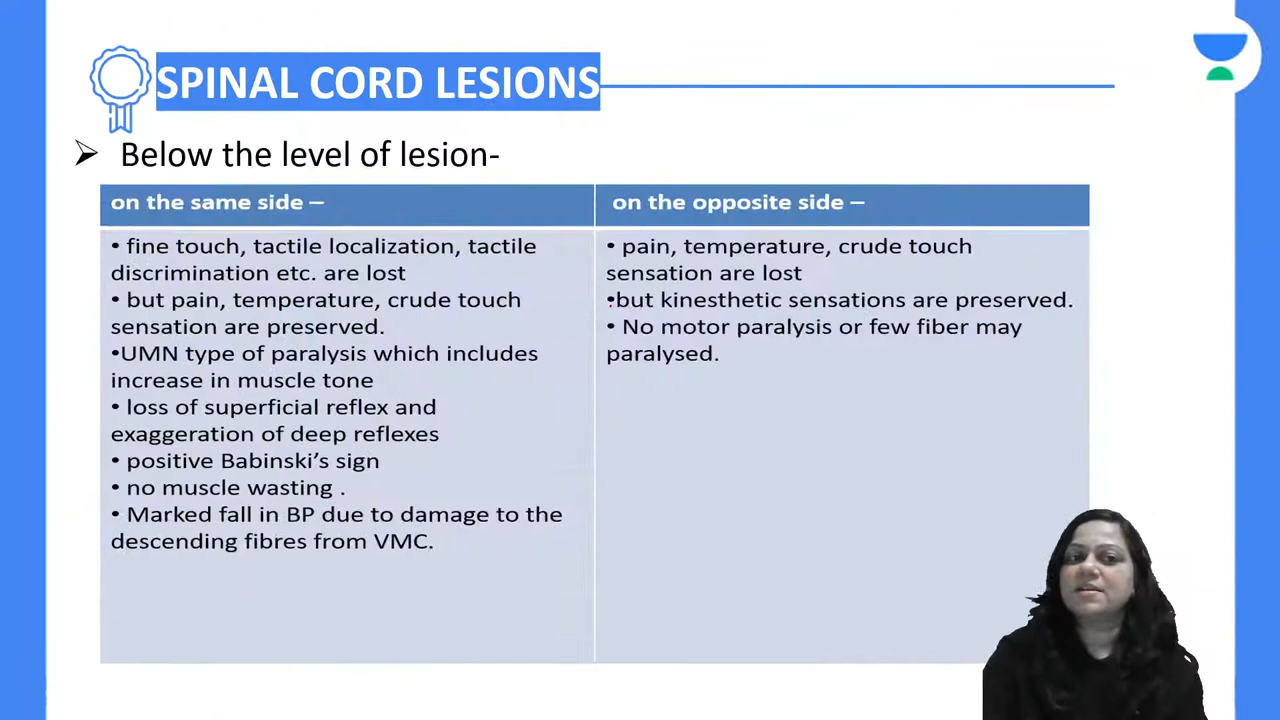 SPINAL CORD LESIONS
➢ Below the level of lesion-
on the same side –
• fine touch, tactile localization, tactile
discrimination etc. are lost
• but pain, temperature, crude touch
sensation are preserved.
•UMN type of paralysis which includes
increase in muscle tone
• loss of superficial reflex and
exaggeration of deep reflexes
• positive Babinski’s sign
• no muscle wasting .
• Marked fall in BP due to damage to the
descending fibres from VMC.
on the opposite side –
• pain, temperature, crude touch
sensation are lost
•but kinesthetic sensations are preserved.
• No motor paralysis or few fiber may
paralysed.